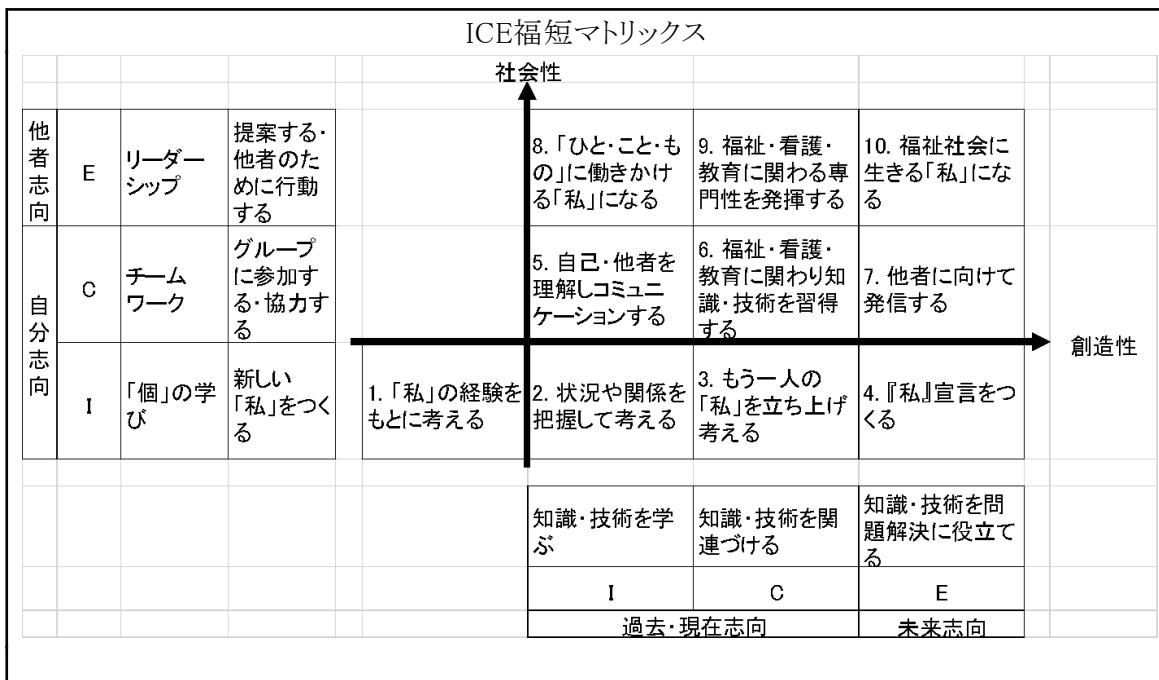 ICE福短マトリックス
社会性
他者志向
E
リーダー
シップ
提案する・
他者のた
めに行動
する
8. 「ひと・こと・も
の」に働きかけ
る「私」になる
9. 福祉・看護・
教育に関わる専
門性を発揮する
10. 福祉社会に
生きる「私」にな
る
自分志向
C
チーム
ワーク
グループ
に参加す
る・協力す
る
5. 自己・他者を
理解しコミュニ
ケーションする
6. 福祉・看護・
教育に関わり知
識・技術を習得
する
7. 他者に向けて
発信する
創造性
I
「個」の学
び
新しい
「私」をつく
る
1. 「私」の経験を
もとに考える
2. 状況や関係を
把握して考える
3. もう一人の
「私」を立ち上げ
考える
4. 『私』宣言をつ
くる
知識・技術を学
ぶ
知識・技術を関
連づける
知識・技術を問
題解決に役立て
る
I
C
E
過去・現在志向
未来志向